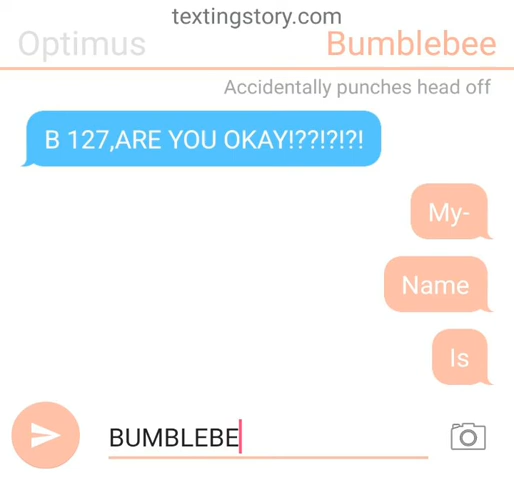 textingstory.com
Optimus
Bumblebee
Accidentally punches head off
B 127,ARE YOU OKAY!??!?!?!
My-
Name
Is
BUMBLEBE